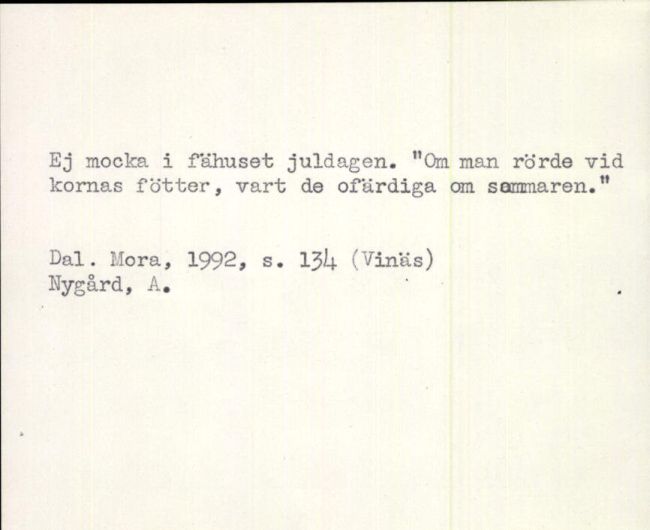 Ej mocka i fähuset juldagen. "Om man rörde vid
kornas fötter, vart de ofärdiga om sommaren."
Dal. Mora, 1992, s. 134 (Vinäs)
Nygård, A.